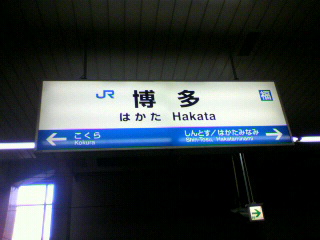 JR 博多 福
はかた Hakata
← こくら しんとす/はかたみなみ →
Kokura Shin-Tosu, Hakataminami